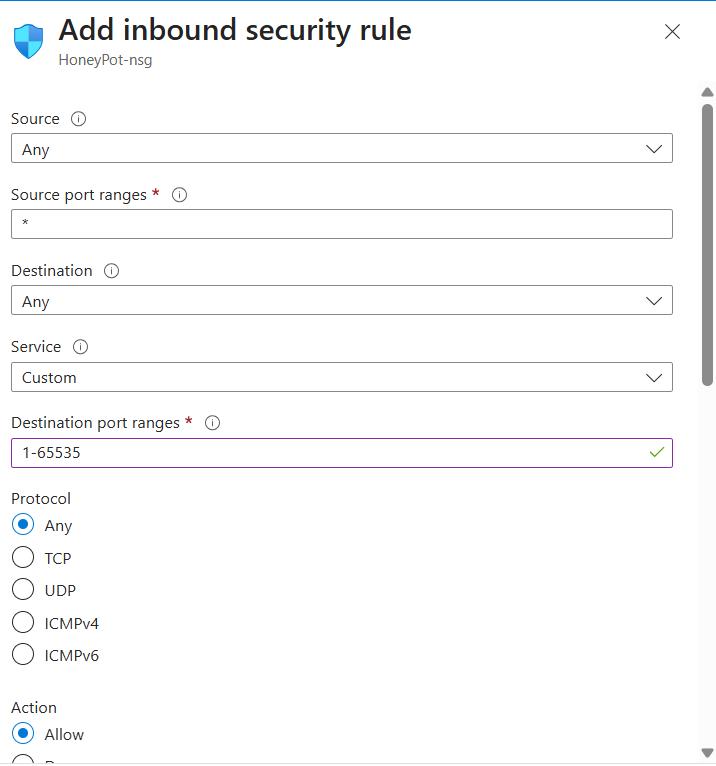 Add inbound security rule
HoneyPot-nsg
Source
Any
Source port ranges *
*
Destination
Any
Service
Custom
Destination port ranges *
1-65535
Protocol
Any
TCP
UDP
ICMPv4
ICMPv6
Action
Allow